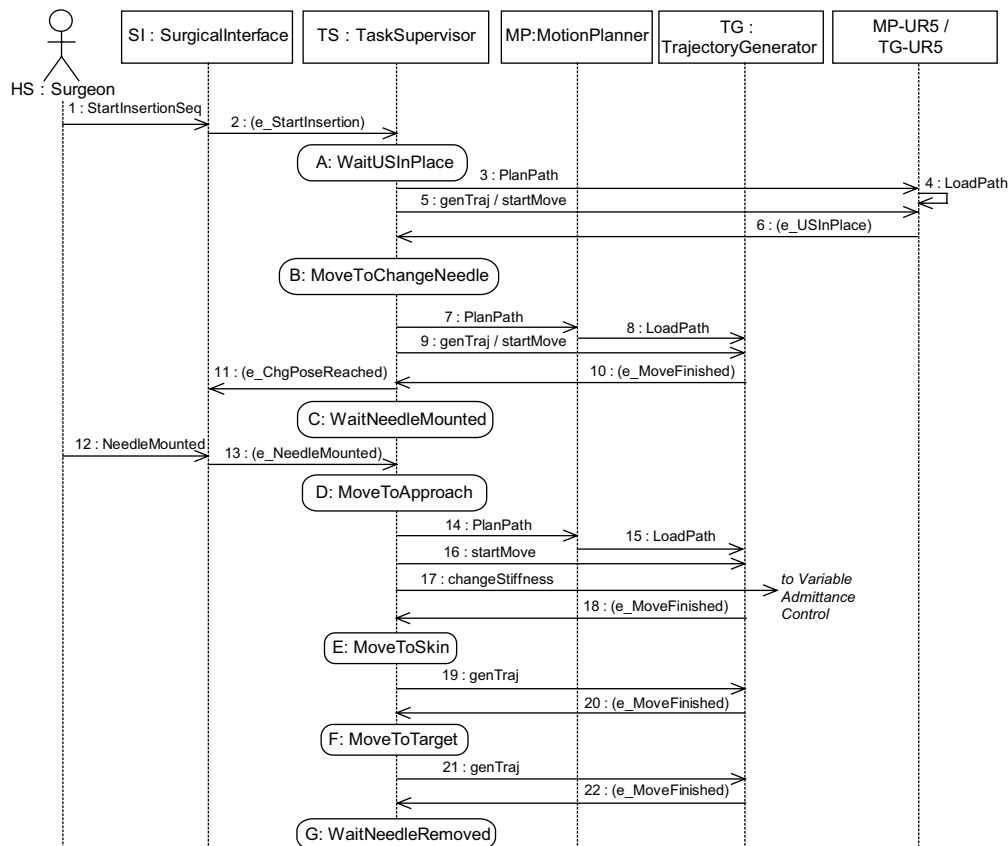 SI : SurgicalInterface
TS : TaskSupervisor
MP:MotionPlanner
TG :
TrajectoryGenerator
MP-UR5 /
TG-UR5
HS : Surgeon
1 : StartInsertionSeq
2 : (e_StartInsertion)
A: WaitUSInPlace
3 : PlanPath
4 : LoadPath
5 : genTraj / startMove
6 : (e_USInPlace)
B: MoveToChangeNeedle
7 : PlanPath
8 : LoadPath
9 : genTraj / startMove
10 : (e_MoveFinished)
11 : (e_ChgPoseReached)
C: WaitNeedleMounted
12 : NeedleMounted
13 : (e_NeedleMounted)
D: MoveToApproach
14 : PlanPath
15 : LoadPath
16 : startMove
17 : changeStiffness
to Variable
Admittance
Control
18 : (e_MoveFinished)
E: MoveToSkin
19 : genTraj
20 : (e_MoveFinished)
F: MoveToTarget
21 : genTraj
22 : (e_MoveFinished)
G: WaitNeedleRemoved